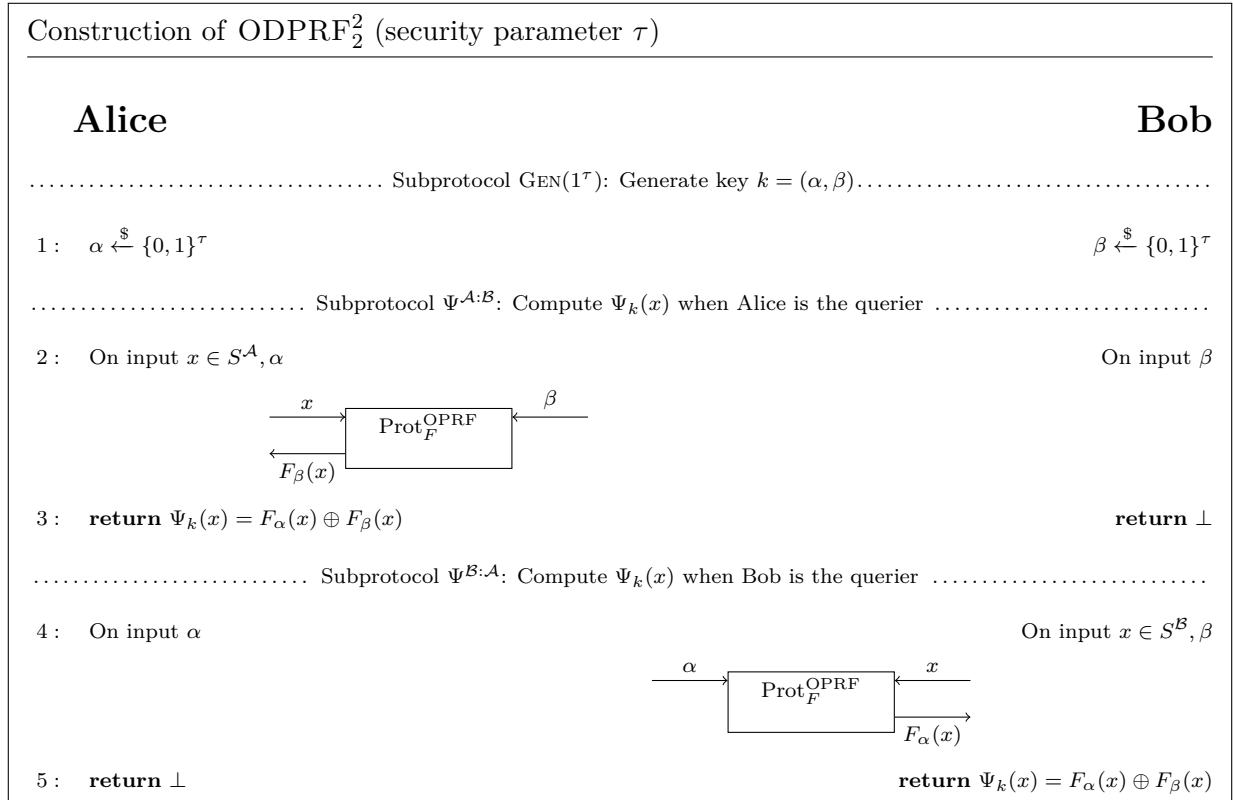 Construction of ODPRF₂² (security parameter τ)
Alice Bob
Subprotocol GEN(1^τ): Generate key k = (α, β)
1 : α ←$ {0, 1}^τ β ←$ {0, 1}^τ
Subprotocol Ψ^{𝒜:ℬ}: Compute Ψ_k(x) when Alice is the querier
2 : On input x ∈ S^𝒜, α On input β
x β
Prot_F^OPRF
F_β(x)
3 : return Ψ_k(x) = F_α(x) ⊕ F_β(x) return ⊥
Subprotocol Ψ^{ℬ:𝒜}: Compute Ψ_k(x) when Bob is the querier
4 : On input α On input x ∈ S^ℬ, β
α x
Prot_F^OPRF
F_α(x)
5 : return ⊥ return Ψ_k(x) = F_α(x) ⊕ F_β(x)